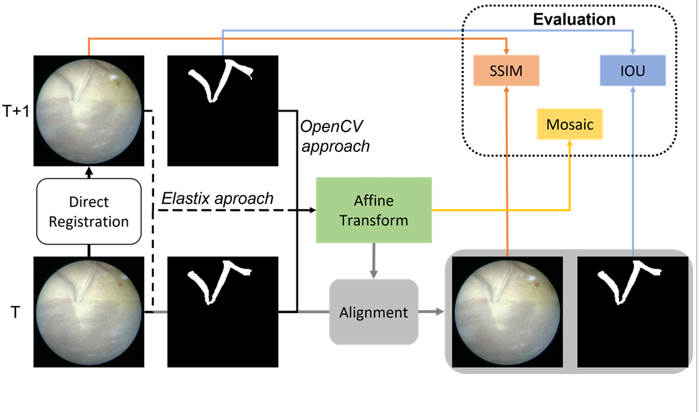 Evaluation
SSIM
IOU
T+1
Mosaic
OpenCV
approach
Direct
Registration
Elastix aproach
Affine
Transform
T
Alignment